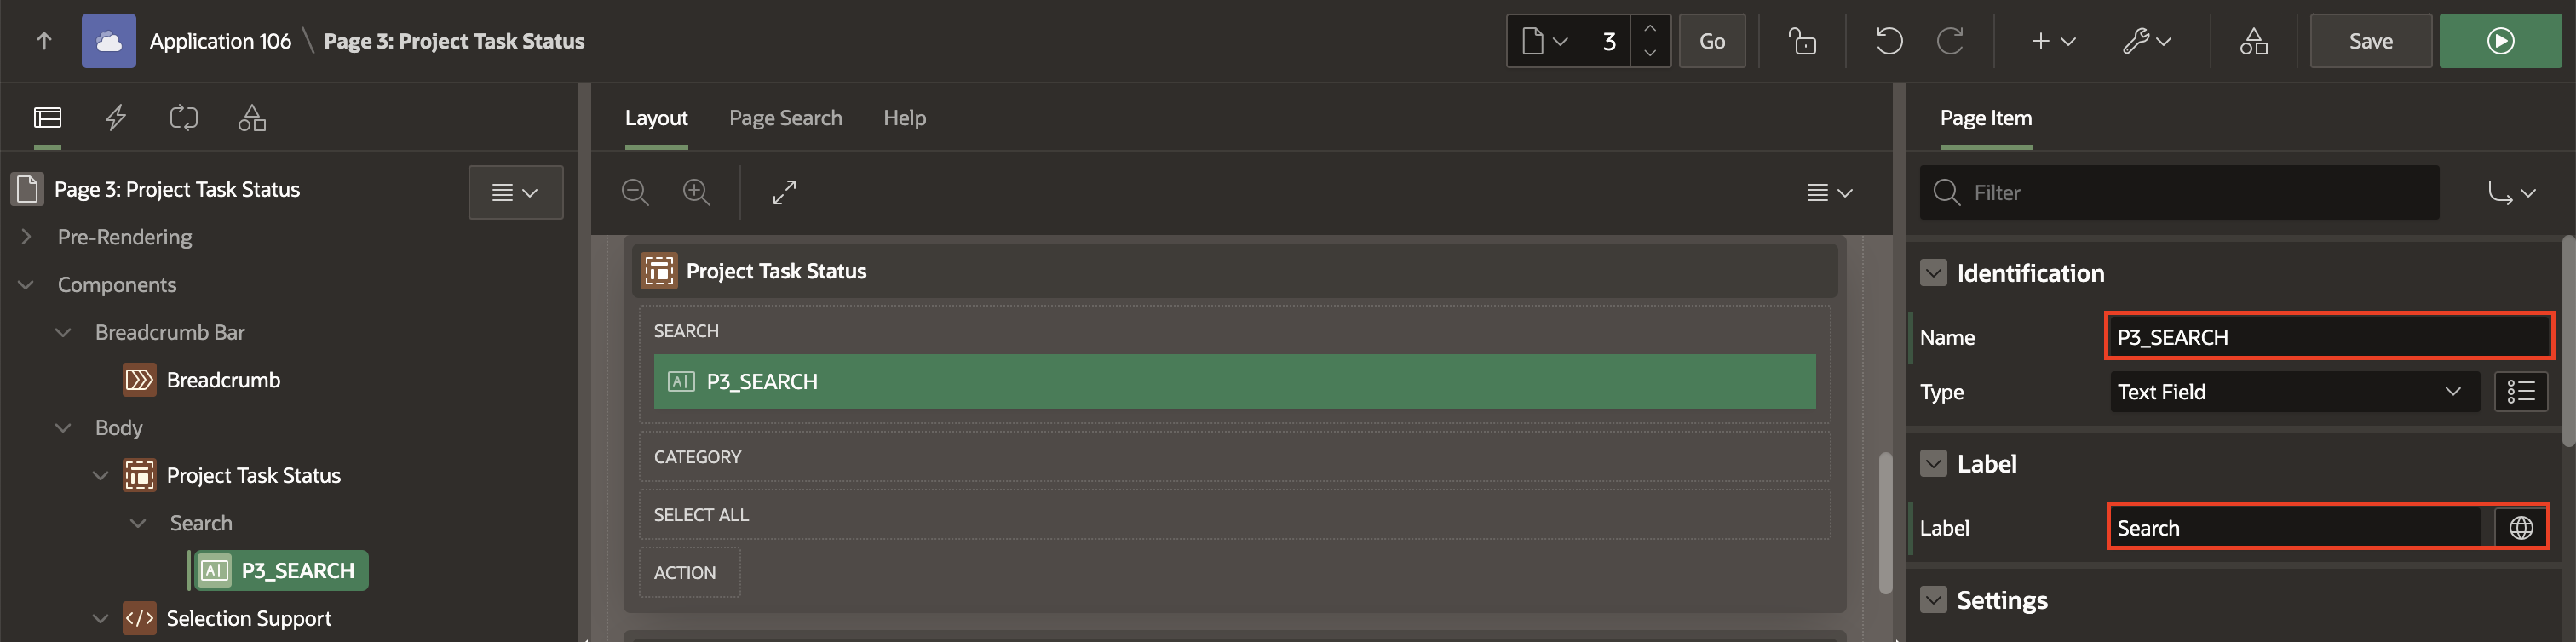 Application 106 \ Page 3: Project Task Status
3
Go
Save
Layout
Page Search
Help
Page Item
Page 3: Project Task Status
Pre-Rendering
Components
Breadcrumb Bar
Breadcrumb
Body
Project Task Status
Search
A| P3_SEARCH
</> Selection Support
Project Task Status
SEARCH
A| P3_SEARCH
CATEGORY
SELECT ALL
ACTION
Filter
Identification
Name P3_SEARCH
Type Text Field
Label
Label Search
Settings